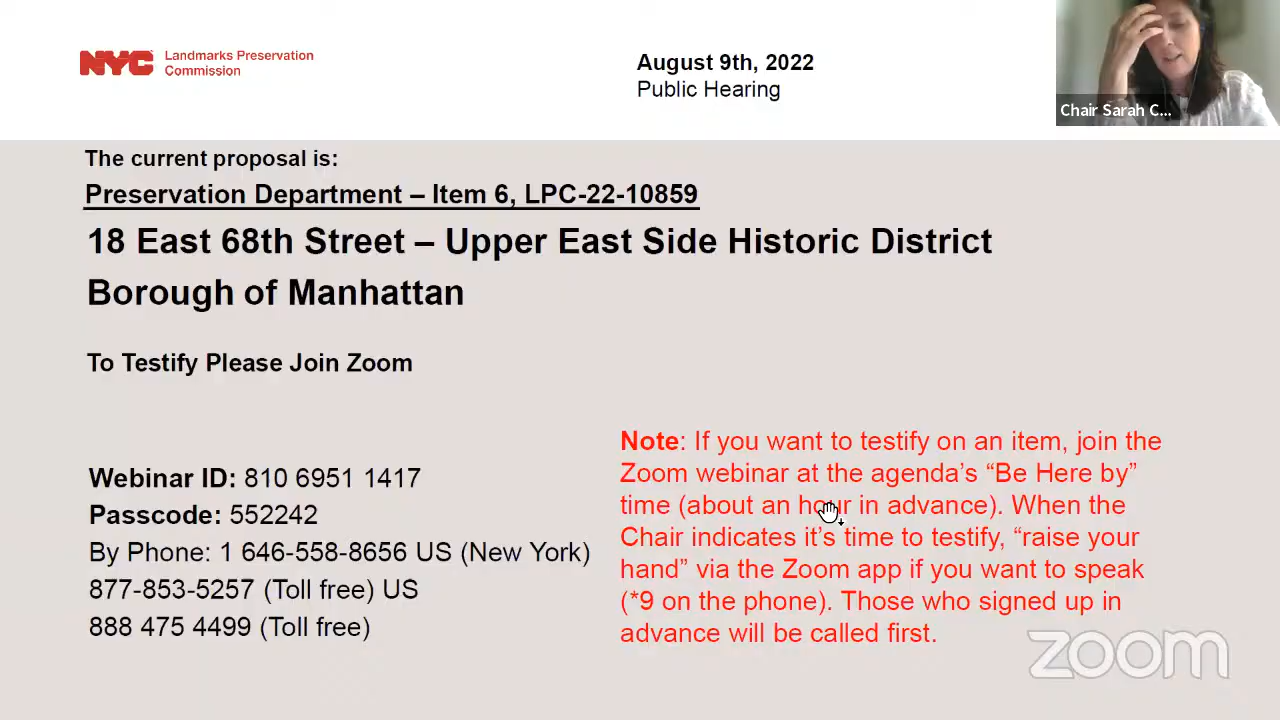 NYC Landmarks Preservation
Commission
August 9th, 2022
Public Hearing
Chair Sarah C...
The current proposal is:
Preservation Department – Item 6, LPC-22-10859
18 East 68th Street – Upper East Side Historic District
Borough of Manhattan
To Testify Please Join Zoom
Webinar ID: 810 6951 1417
Passcode: 552242
By Phone: 1 646-558-8656 US (New York)
877-853-5257 (Toll free) US
888 475 4499 (Toll free)
Note: If you want to testify on an item, join the
Zoom webinar at the agenda’s “Be Here by”
time (about an hour in advance). When the
Chair indicates it’s time to testify, “raise your
hand” via the Zoom app if you want to speak
(*9 on the phone). Those who signed up in
advance will be called first.
zoom